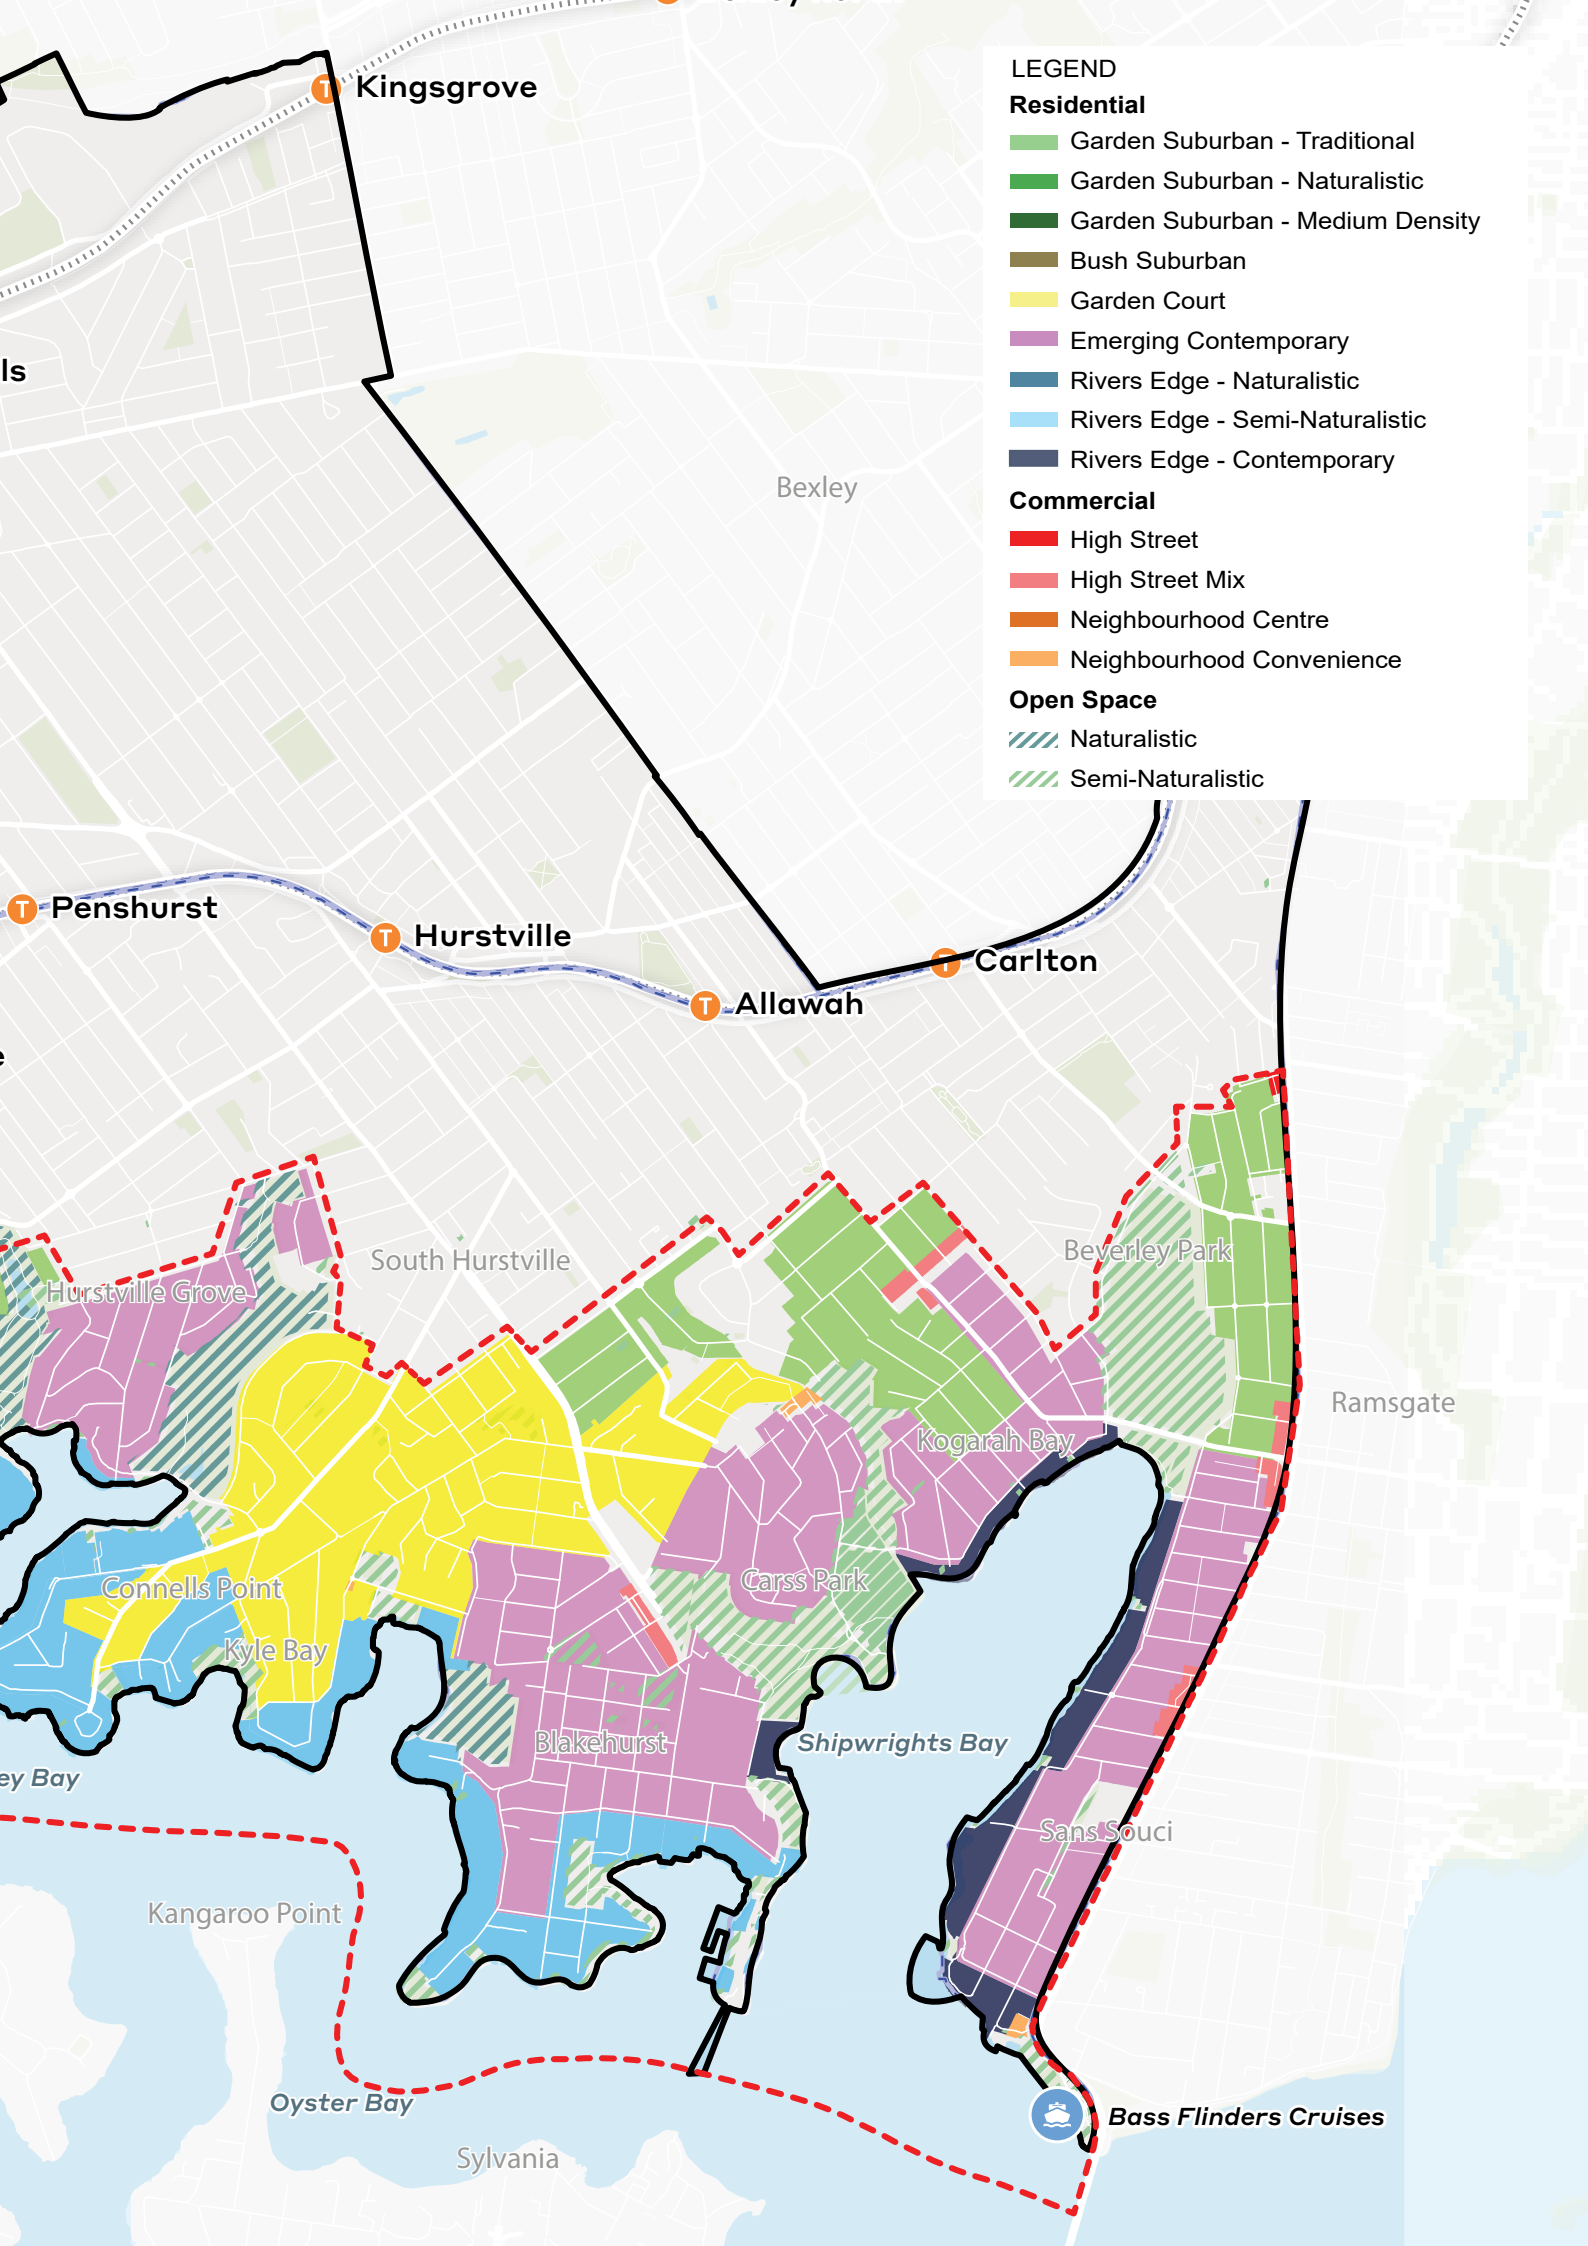 Kingsgrove
LEGEND
Residential
Garden Suburban - Traditional
Garden Suburban - Naturalistic
Garden Suburban - Medium Density
Bush Suburban
Garden Court
Emerging Contemporary
Rivers Edge - Naturalistic
Rivers Edge - Semi-Naturalistic
Rivers Edge - Contemporary
Commercial
High Street
High Street Mix
Neighbourhood Centre
Neighbourhood Convenience
Open Space
Naturalistic
Semi-Naturalistic
ls
Bexley
T Penshurst
T Hurstville
T Carlton
T Allawah
e
South Hurstville
Beverley Park
Hurstville Grove
Ramsgate
Kogarah Bay
Connells Point
Carss Park
Kyle Bay
Blakehurst
Shipwrights Bay
ey Bay
Sans Souci
Kangaroo Point
Oyster Bay
Bass Flinders Cruises
Sylvania